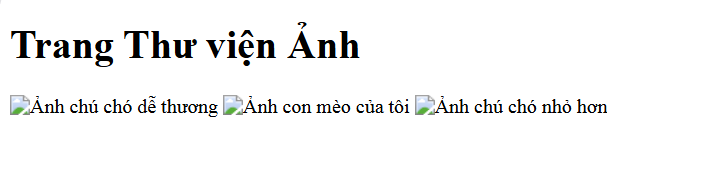 Trang Thư viện Ảnh
Ảnh chú chó dễ thương Ảnh con mèo của tôi Ảnh chú chó nhỏ hơn